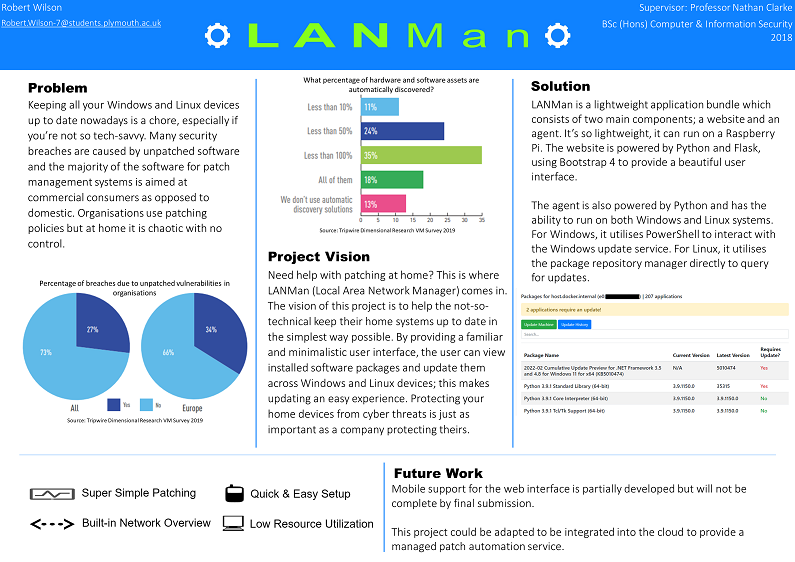 Robert Wilson
Robert.Wilson-7@students.plymouth.ac.uk
LANMan
Supervisor: Professor Nathan Clarke
BSc (Hons) Computer & Information Security
2018
Problem
Keeping all your Windows and Linux devices
up to date nowadays is a chore, especially if
you're not so tech-savvy. Many security
breaches are caused by unpatched software
and the majority of the software for patch
management systems is aimed at
commercial consumers as opposed to
domestic. Organisations use patching
policies but at home it is chaotic with no
control.
Percentage of breaches due to unpatched vulnerabilities in
organisations
27%
73%
34%
66%
All
Yes
No
Europe
Source: Tripwire Dimensional Research VM Survey 2019
What percentage of hardware and software assets are
automatically discovered?
Less than 10%
11%
Less than 50%
24%
Less than 100%
35%
All of them
18%
We don't use automatic
discovery solutions
13%
0 5 10 15 20 25 30 35
Source: Tripwire Dimensional Research VM Survey 2019
Project Vision
Need help with patching at home? This is where
LANMan (Local Area Network Manager) comes in.
The vision of this project is to help the not-so-
technical keep their home systems up to date in
the simplest way possible. By providing a familiar
and minimalistic user interface, the user can view
installed software packages and update them
across Windows and Linux devices; this makes
updating an easy experience. Protecting your
home devices from cyber threats is just as
important as a company protecting theirs.
Solution
LANMan is a lightweight application bundle which
consists of two main components; a website and an
agent. It's so lightweight, it can run on a Raspberry
Pi. The website is powered by Python and Flask,
using Bootstrap 4 to provide a beautiful user
interface.
The agent is also powered by Python and has the
ability to run on both Windows and Linux systems.
For Windows, it utilises PowerShell to interact with
the Windows update service. For Linux, it utilises
the package repository manager directly to query
for updates.
Packages for host.docker.internal (e0: ) | 207 applications
2 applications require an update!
Update Machine
Update History
Search...
Package Name Current Version Latest Version Requires Update?
2022-02 Cumulative Update Preview for .NET Framework 3.5
and 4.8 for Windows 11 for x64 (KB5010474) N/A 5010474 Yes
Python 3.9.1 Standard Library (64-bit) 3.9.1150.0 35315 Yes
Python 3.9.1 Core Interpreter (64-bit) 3.9.1150.0 3.9.1150.0 No
Python 3.9.1 Tcl/Tk Support (64-bit) 3.9.1150.0 3.9.1150.0 No
Super Simple Patching
Quick & Easy Setup
Built-in Network Overview
Low Resource Utilization
Future Work
Mobile support for the web interface is partially developed but will not be
complete by final submission.
This project could be adapted to be integrated into the cloud to provide a
managed patch automation service.